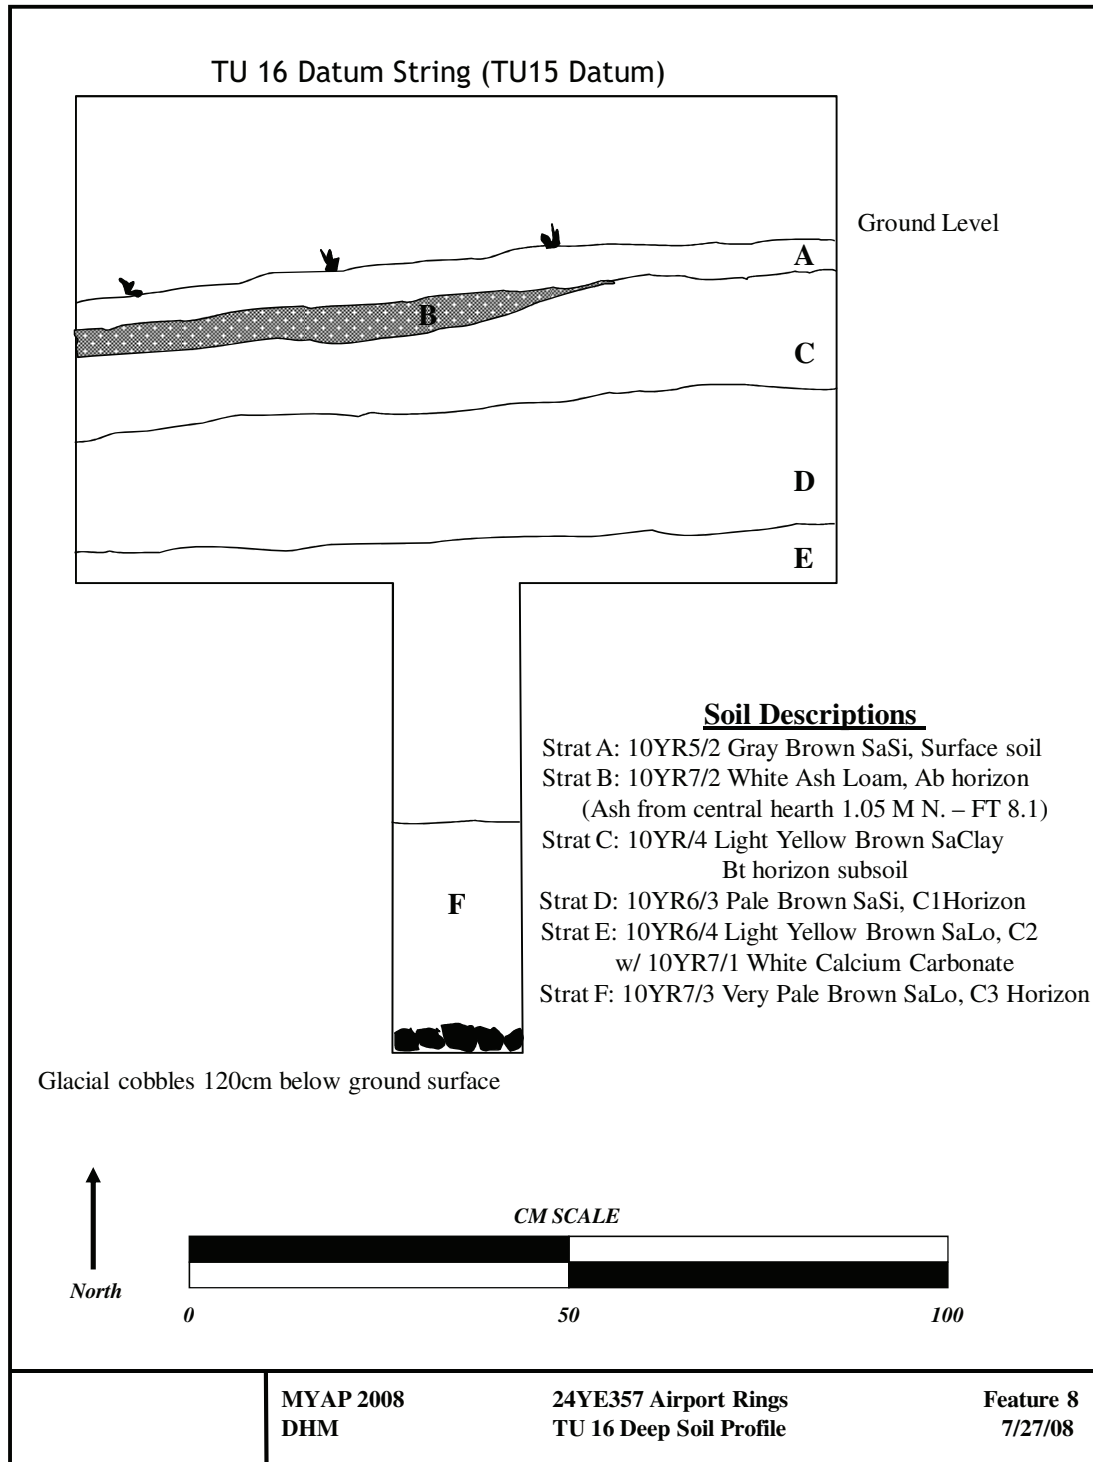 TU 16 Datum String (TU15 Datum)
Ground Level
A
B
C
D
E
F
Soil Descriptions
Strat A: 10YR5/2 Gray Brown SaSi, Surface soil
Strat B: 10YR7/2 White Ash Loam, Ab horizon
(Ash from central hearth 1.05 M N. – FT 8.1)
Strat C: 10YR/4 Light Yellow Brown SaClay
Bt horizon subsoil
Strat D: 10YR6/3 Pale Brown SaSi, C1Horizon
Strat E: 10YR6/4 Light Yellow Brown SaLo, C2
w/ 10YR7/1 White Calcium Carbonate
Strat F: 10YR7/3 Very Pale Brown SaLo, C3 Horizon
Glacial cobbles 120cm below ground surface
North
CM SCALE
0 50 100
MYAP 2008 24YE357 Airport Rings Feature 8
DHM TU 16 Deep Soil Profile 7/27/08